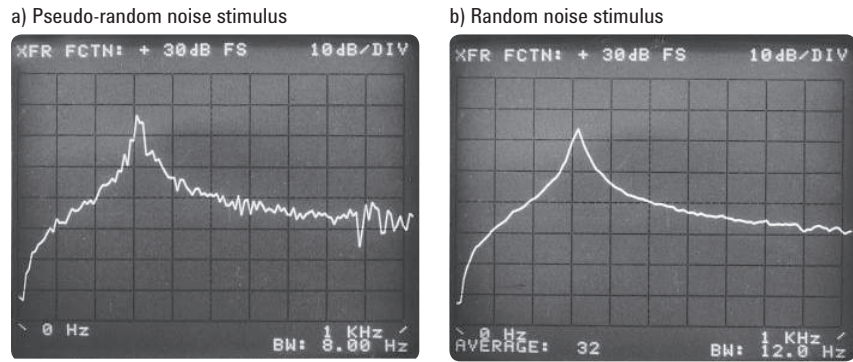 a) Pseudo-random noise stimulus
XFR FCTN: + 30dB FS 10dB/DIV
0 Hz 1 KHz
BW: 8.00 Hz
b) Random noise stimulus
XFR FCTN: + 30dB FS 10dB/DIV
0 Hz 1 KHz
AVERAGE: 32 BW: 12.0 Hz